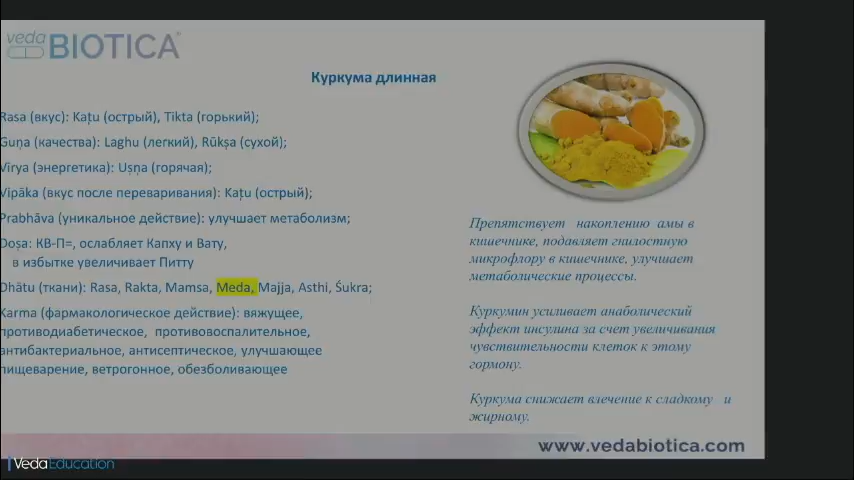 veda
BIOTICA®
Куркума длинная
Rasa (вкус): Kaṭu (острый), Tikta (горький);
Guṇa (качества): Laghu (легкий), Rūkṣa (сухой);
Vīrya (энергетика): Uṣṇa (горячая);
Vipāka (вкус после переваривания): Kaṭu (острый);
Prabhāva (уникальное действие): улучшает метаболизм;
Doṣa: КВ-П=, ослабляет Капху и Вату,
в избытке увеличивает Питту
Dhātu (ткани): Rasa, Rakta, Mamsa, Meda, Majja, Asthi, Śukra;
Karma (фармакологическое действие): вяжущее,
противодиабетическое, противовоспалительное,
антибактериальное, антисептическое, улучшающее
пищеварение, ветрогонное, обезболивающее
Препятствует накоплению амы в
кишечнике, подавляет гнилостную
микрофлору в кишечнике, улучшает
метаболические процессы.
Куркумин усиливает анаболический
эффект инсулина за счет увеличивания
чувствительности клеток к этому
гормону.
Куркума снижает влечение к сладкому и
жирному.
www.vedabiotica.com
VedaEducation